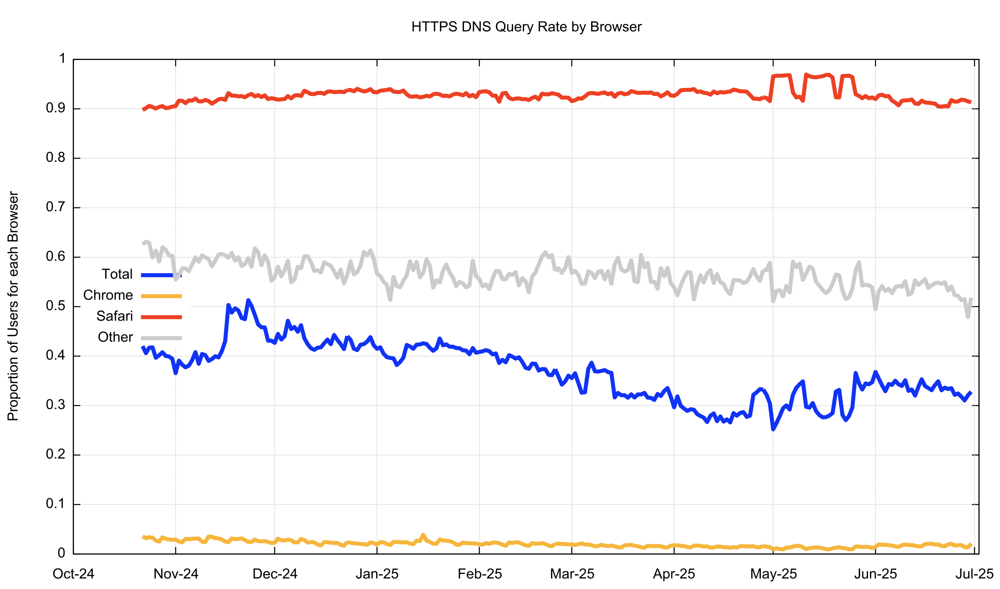 HTTPS DNS Query Rate by Browser
Proportion of Users for each Browser
1
0.9
0.8
0.7
0.6
0.5
0.4
0.3
0.2
0.1
0
Total
Chrome
Safari
Other
Oct-24 Nov-24 Dec-24 Jan-25 Feb-25 Mar-25 Apr-25 May-25 Jun-25 Jul-25